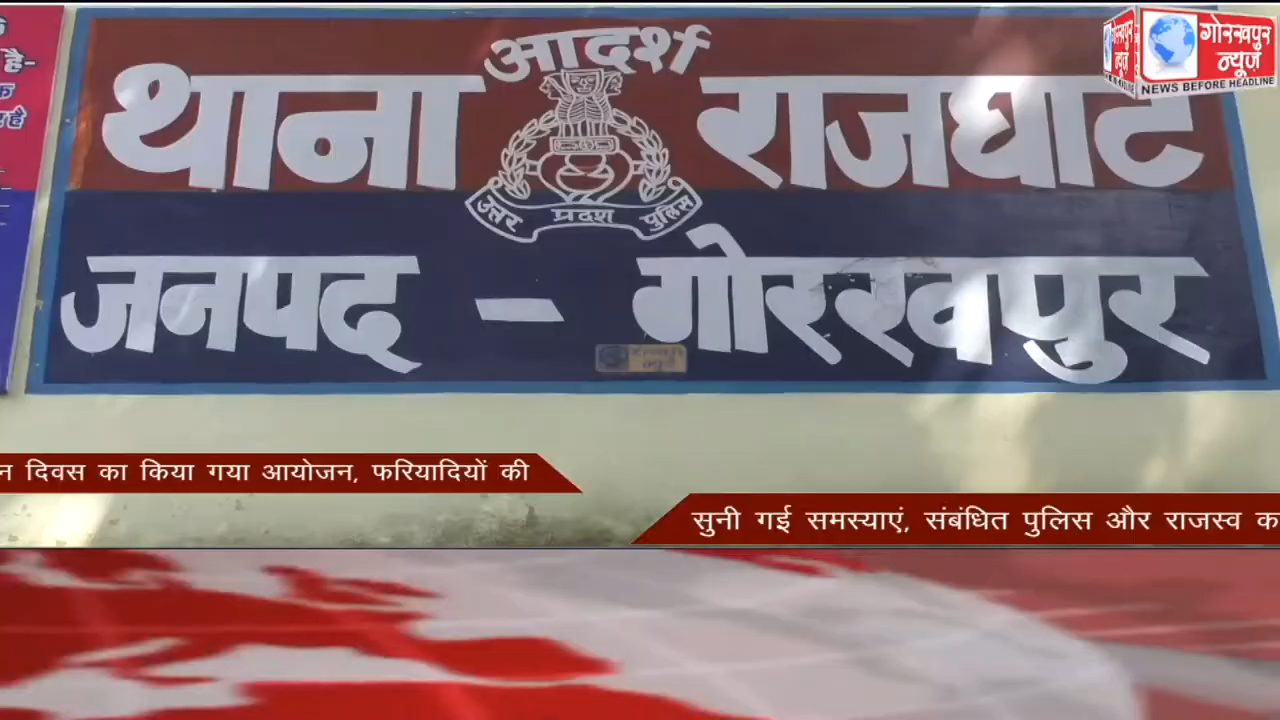 आदर्श
थाना राजघाट
उत्तर प्रदेश पुलिस
जनपद - गोरखपुर
गोरखपुर
न्यूज़
NEWS BEFORE HEADLINE
है-
दिवस का किया गया आयोजन, फरियादियों की
सुनी गई समस्याएं, संबंधित पुलिस और राजस्व